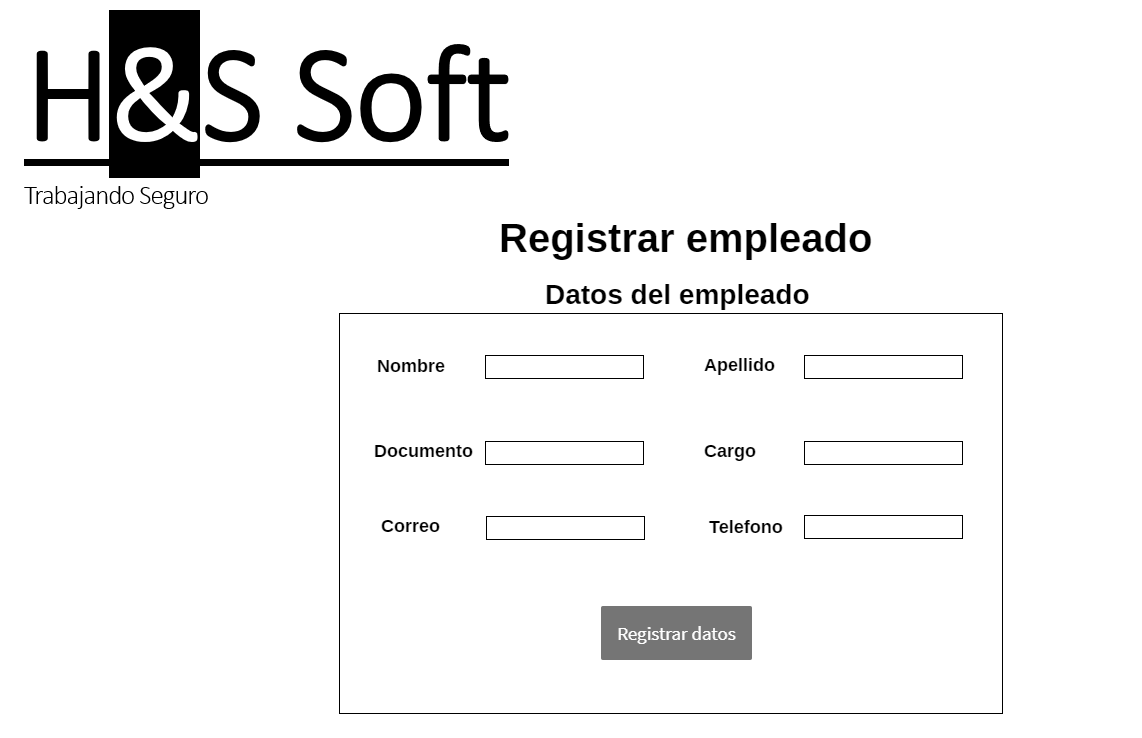 H&S Soft
Trabajando Seguro
Registrar empleado
Datos del empleado
Nombre
Apellido
Documento
Cargo
Correo
Telefono
Registrar datos